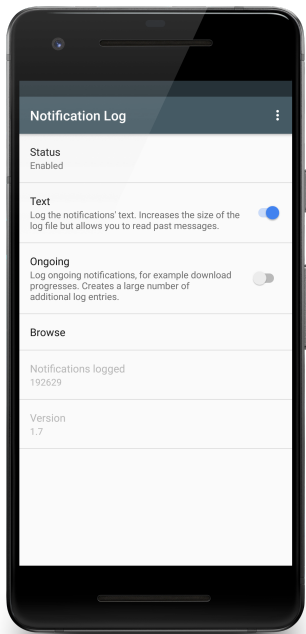 Notification Log
Status
Enabled
Text
Log the notifications' text. Increases the size of the
log file but allows you to read past messages.
Ongoing
Log ongoing notifications, for example download
progresses. Creates a large number of
additional log entries.
Browse
Notifications logged
192629
Version
1.7